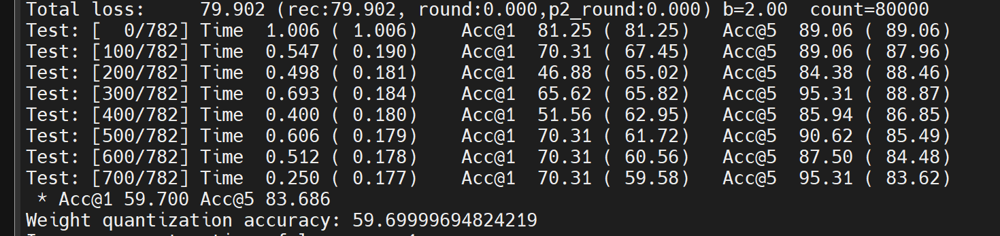 Total loss:     79.902 (rec:79.902, round:0.000,p2_round:0.000) b=2.00  count=80000
Test: [  0/782] Time  1.006 ( 1.006)    Acc@1  81.25 ( 81.25)   Acc@5  89.06 ( 89.06)
Test: [100/782] Time  0.547 ( 0.190)    Acc@1  70.31 ( 67.45)   Acc@5  89.06 ( 87.96)
Test: [200/782] Time  0.498 ( 0.181)    Acc@1  46.88 ( 65.02)   Acc@5  84.38 ( 88.46)
Test: [300/782] Time  0.693 ( 0.184)    Acc@1  65.62 ( 65.82)   Acc@5  95.31 ( 88.87)
Test: [400/782] Time  0.400 ( 0.180)    Acc@1  51.56 ( 62.95)   Acc@5  85.94 ( 86.85)
Test: [500/782] Time  0.606 ( 0.179)    Acc@1  70.31 ( 61.72)   Acc@5  90.62 ( 85.49)
Test: [600/782] Time  0.512 ( 0.178)    Acc@1  70.31 ( 60.56)   Acc@5  87.50 ( 84.48)
Test: [700/782] Time  0.250 ( 0.177)    Acc@1  70.31 ( 59.58)   Acc@5  95.31 ( 83.62)
 * Acc@1 59.700 Acc@5 83.686
Weight quantization accuracy: 59.69999694824219